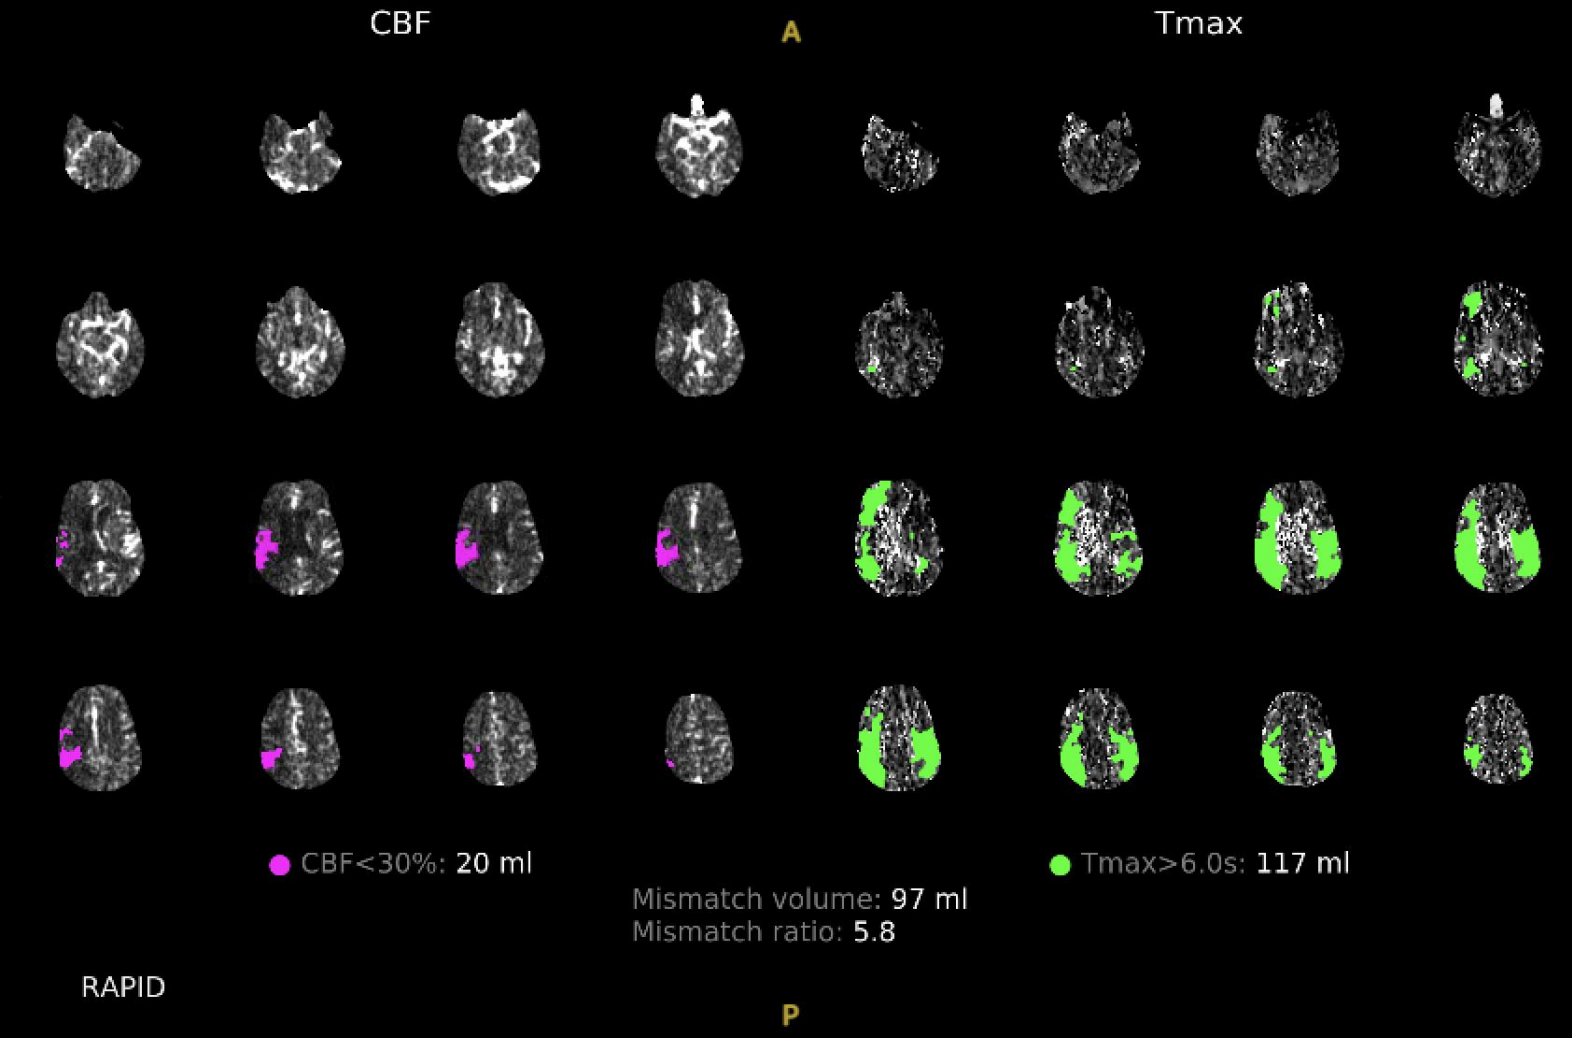 CBF
A
Tmax
CBF<30%: 20 ml
Tmax>6.0s: 117 ml
Mismatch volume: 97 ml
Mismatch ratio: 5.8
RAPID
P